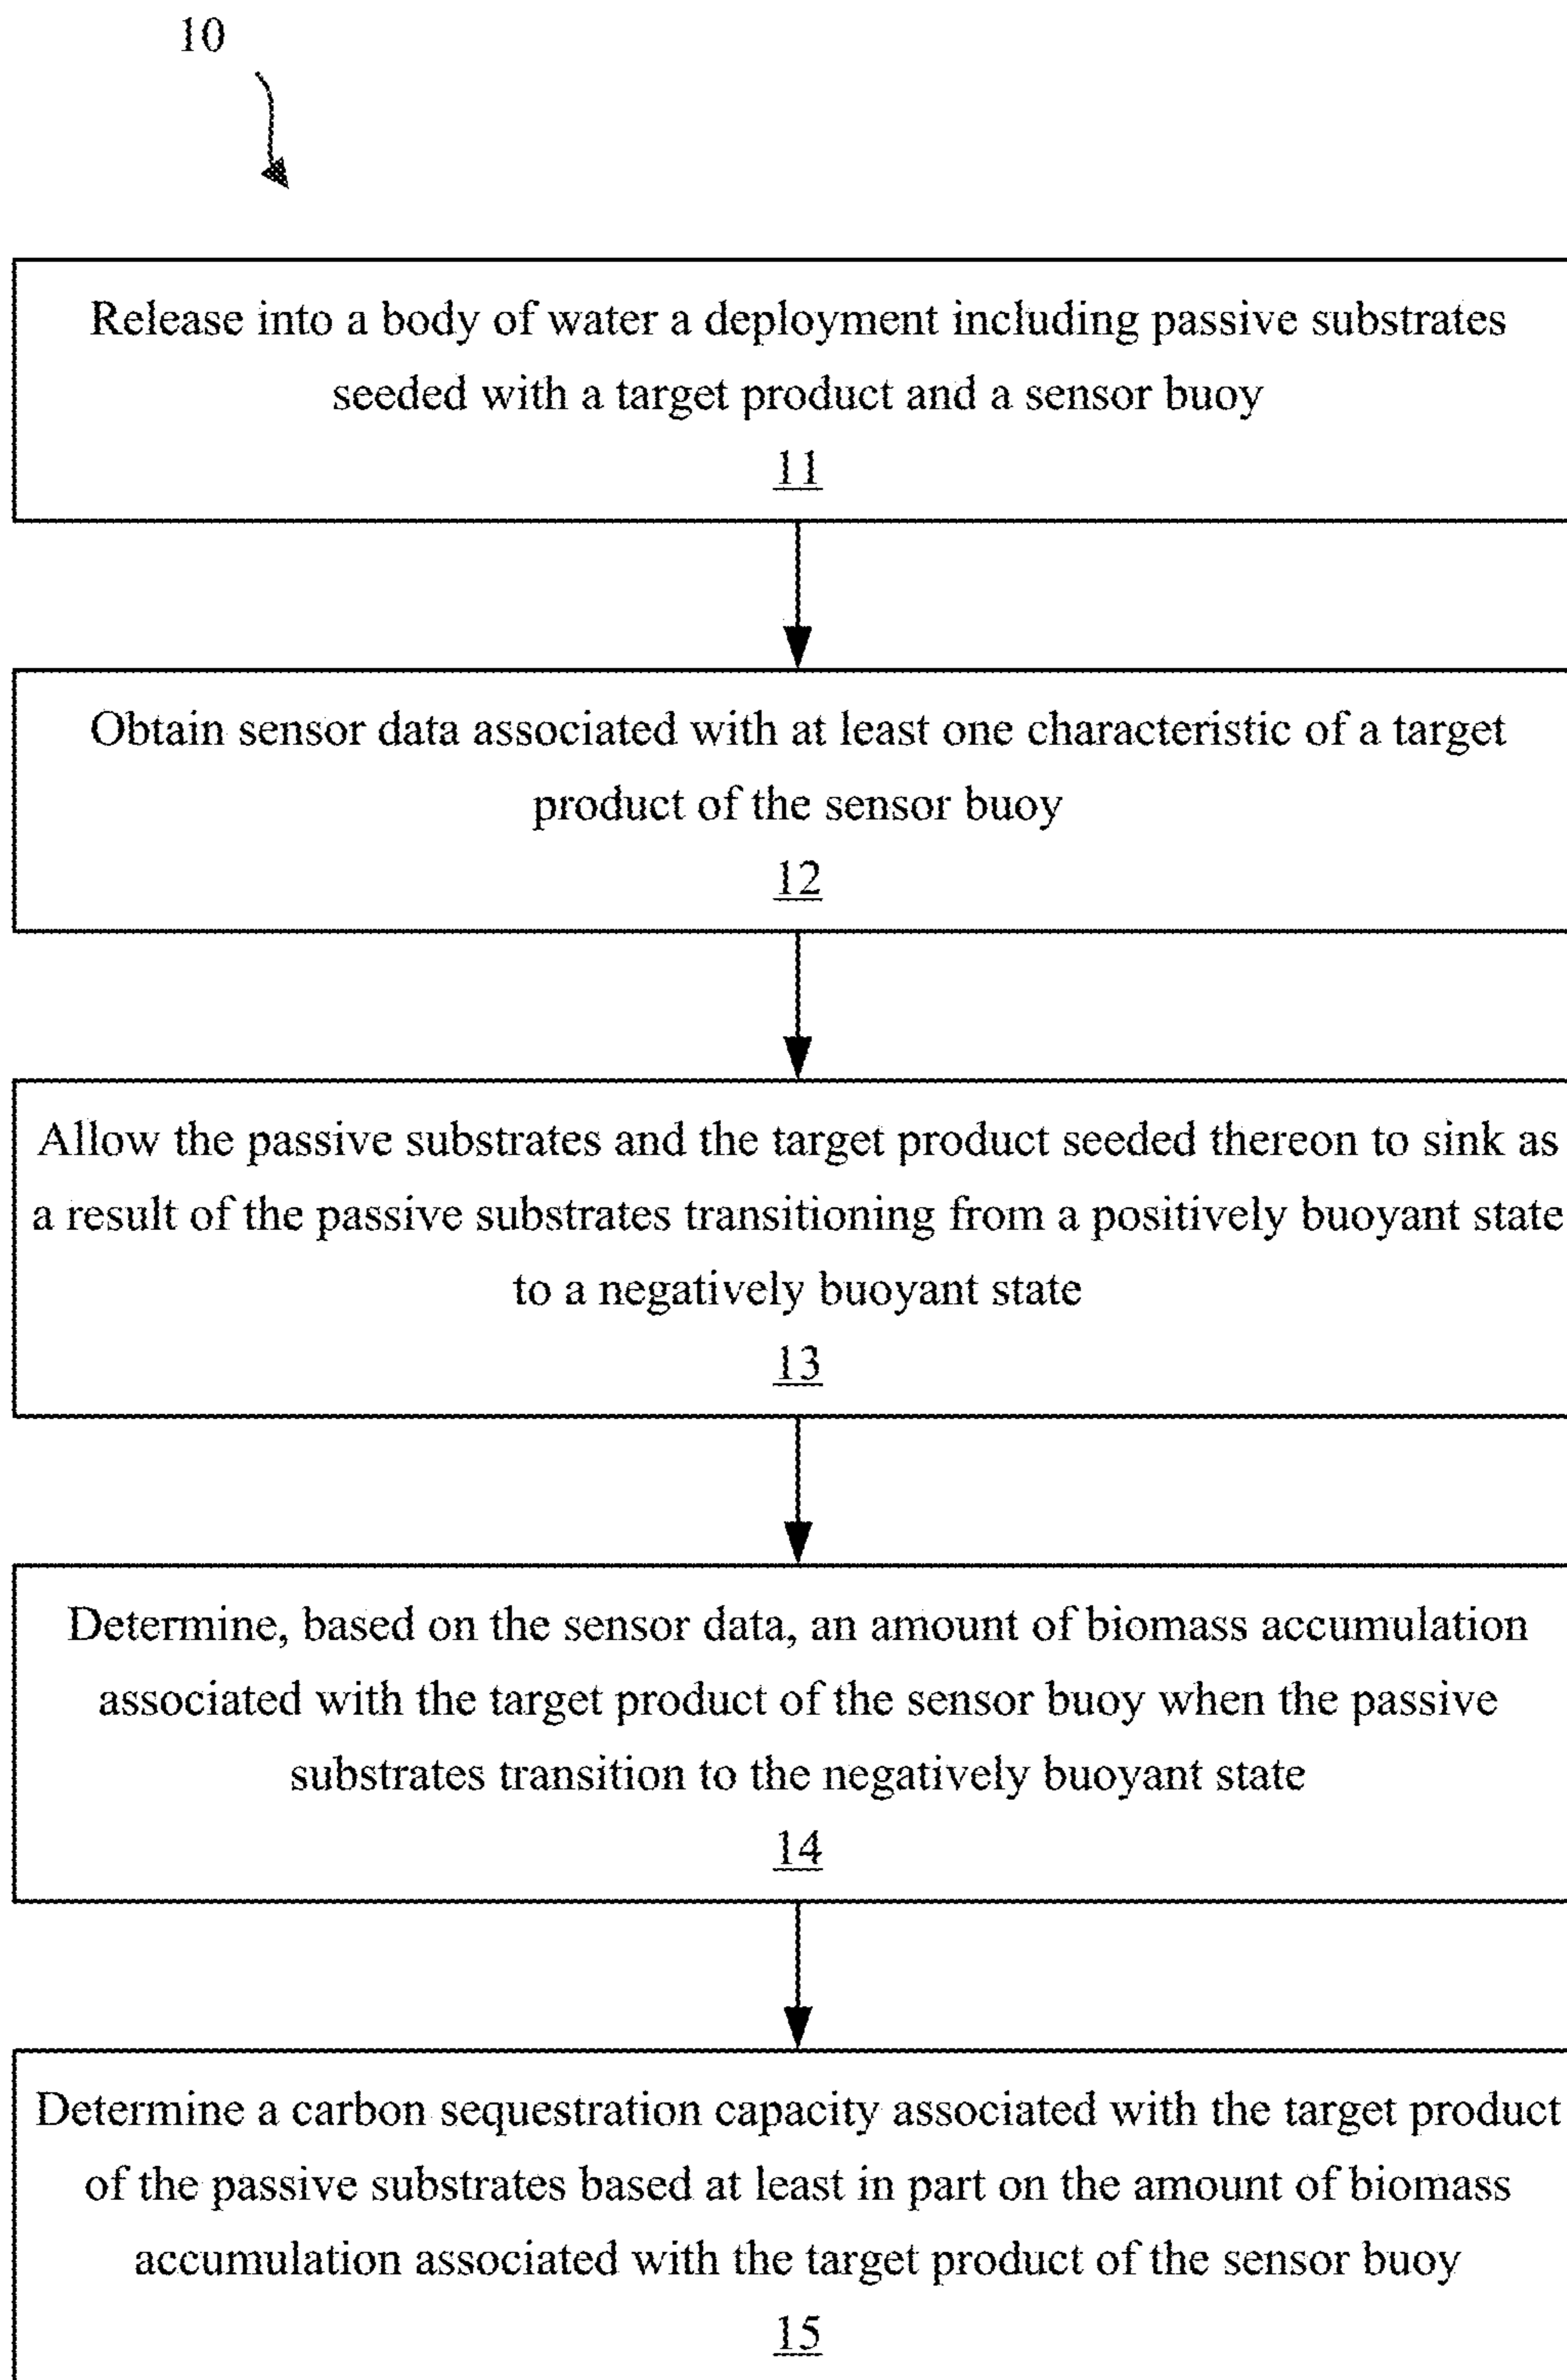 10
Release into a body of water a deployment including passive substrates
seeded with a target product and a sensor buoy
11
Obtain sensor data associated with at least one characteristic of a target
product of the sensor buoy
12
Allow the passive substrates and the target product seeded thereon to sink as
a result of the passive substrates transitioning from a positively buoyant state
to a negatively buoyant state
13
Determine, based on the sensor data, an amount of biomass accumulation
associated with the target product of the sensor buoy when the passive
substrates transition to the negatively buoyant state
14
Determine a carbon sequestration capacity associated with the target product
of the passive substrates based at least in part on the amount of biomass
accumulation associated with the target product of the sensor buoy
15